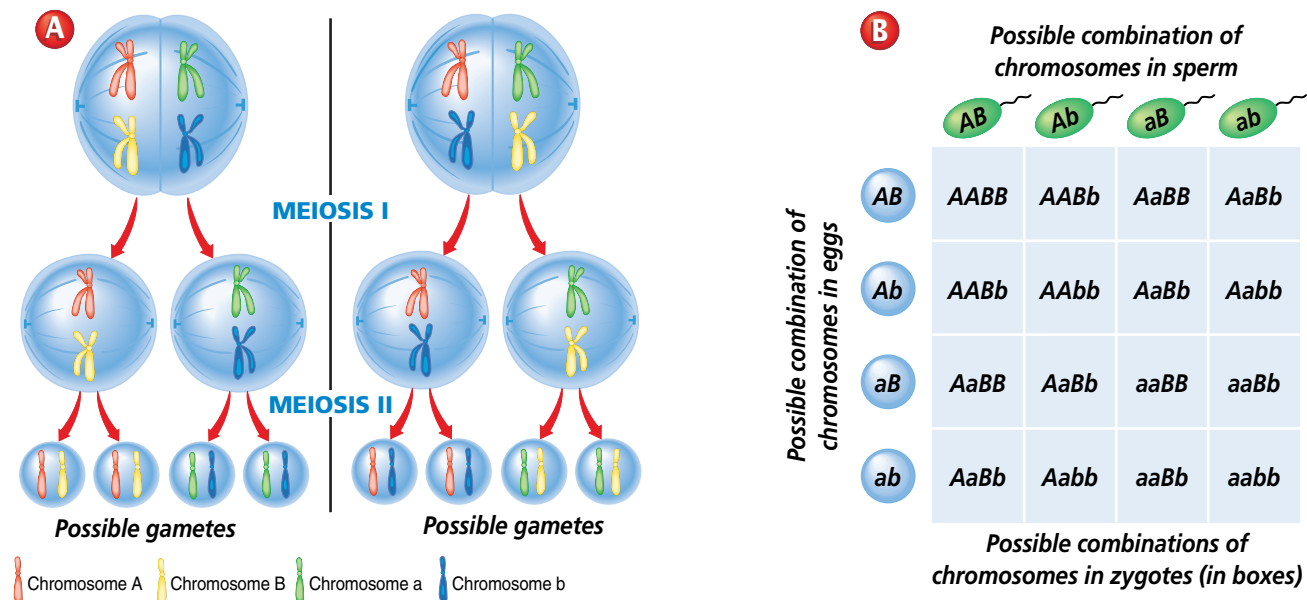 A
MEIOSIS I
MEIOSIS II
Possible gametes
Possible gametes
Chromosome A
Chromosome B
Chromosome a
Chromosome b
B
Possible combination of
chromosomes in sperm
AB Ab aB ab
Possible combination of
chromosomes in eggs
AB AABB AABb AaBB AaBb
Ab AABb AAbb AaBb Aabb
aB AaBB AaBb aaBB aaBb
ab AaBb Aabb aaBb aabb
Possible combinations of
chromosomes in zygotes (in boxes)